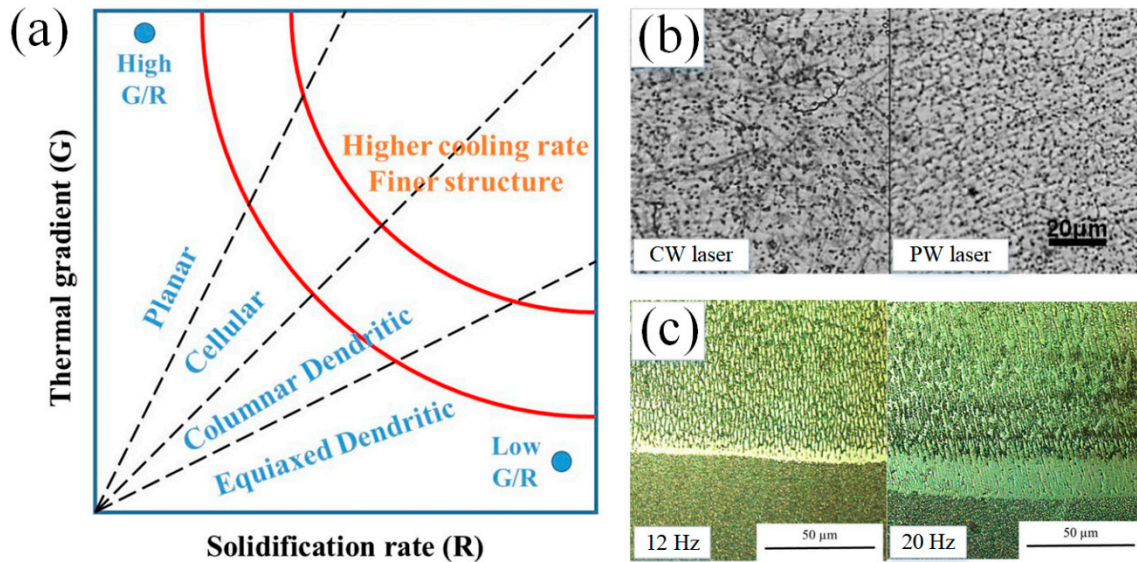 (a)
High
G/R
Higher cooling rate
Finer structure
Planar
Cellular
Columnar Dendritic
Equiaxed Dendritic
Low
G/R
Thermal gradient (G)
Solidification rate (R)
(b)
CW laser
PW laser
20µm
(c)
12 Hz
50 µm
20 Hz
50 µm